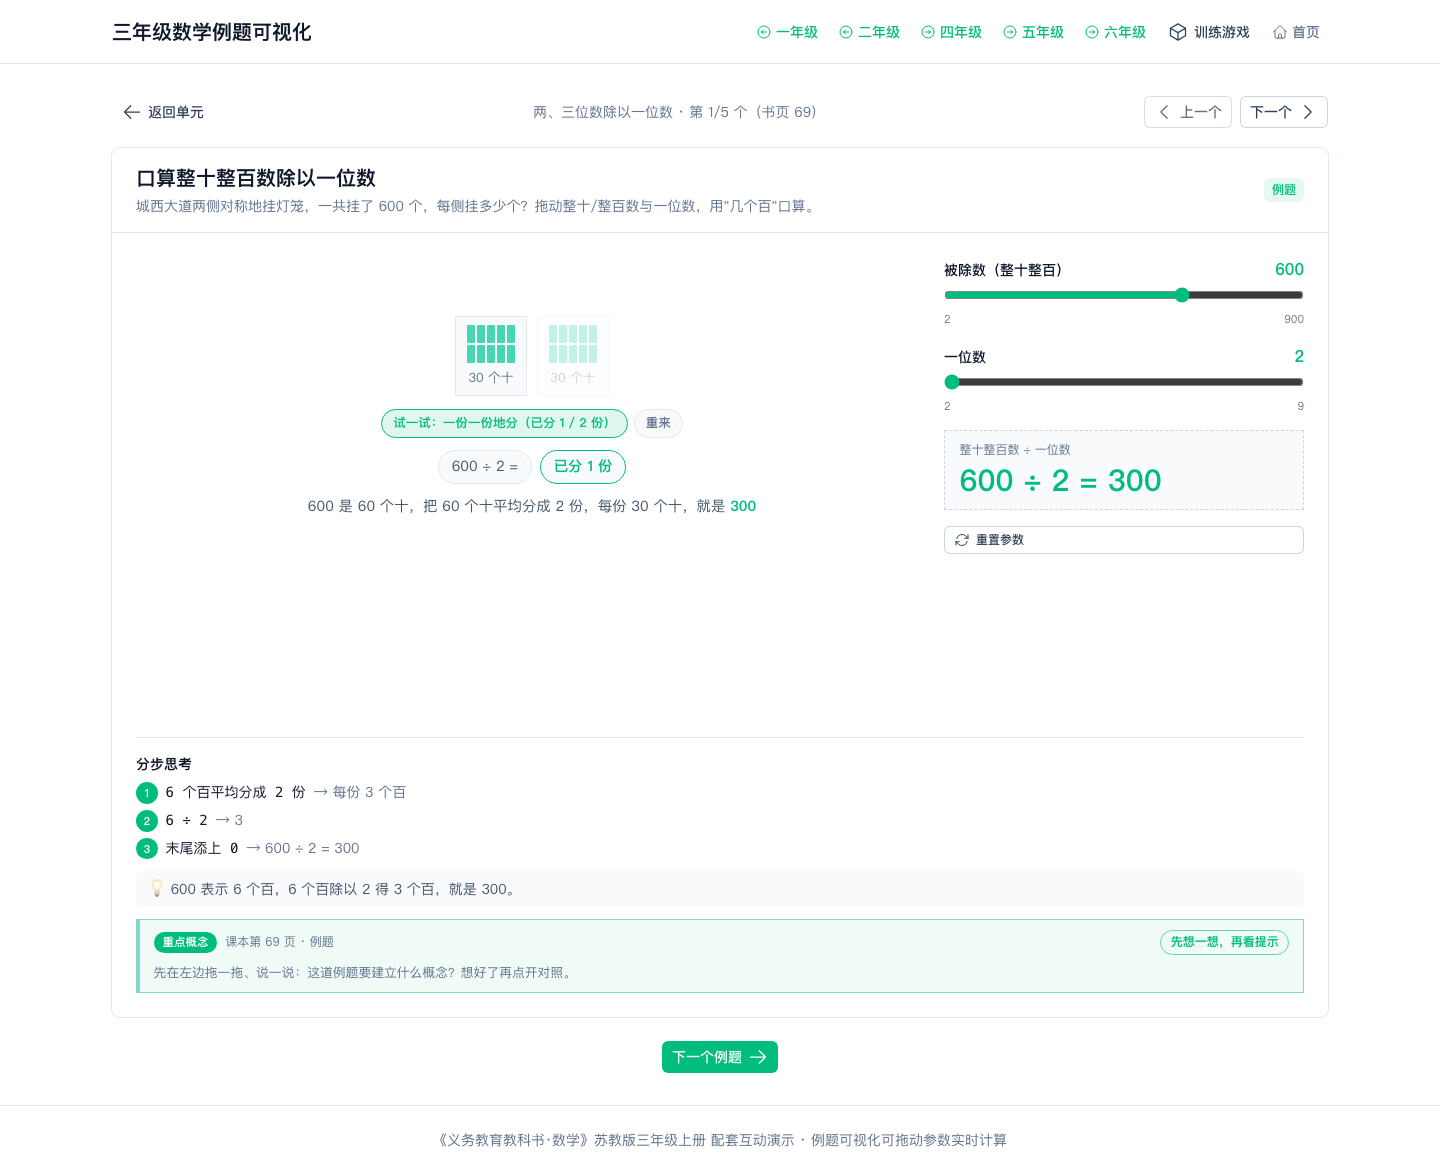 三年级数学例题可视化
一年级 二年级 四年级 五年级 六年级 训练游戏 首页
返回单元
两、三位数除以一位数 · 第 1/5 个（书页 69）
上一个 下一个
口算整十整百数除以一位数
例题
城西大道两侧对称地挂灯笼，一共挂了 600 个，每侧挂多少个？拖动整十/整百数与一位数，用"几个百"口算。
30 个十 30 个十
试一试：一份一份地分（已分 1 / 2 份） 重来
600 ÷ 2 = 已分 1 份
600 是 60 个十，把 60 个十平均分成 2 份，每份 30 个十，就是 300
被除数（整十整百） 600
2 900
一位数 2
2 9
整十整百数 ÷ 一位数
600 ÷ 2 = 300
重置参数
分步思考
1 6 个百平均分成 2 份 → 每份 3 个百
2 6 ÷ 2 → 3
3 末尾添上 0 → 600 ÷ 2 = 300
600 表示 6 个百，6 个百除以 2 得 3 个百，就是 300。
重点概念 课本第 69 页 · 例题 先想一想，再看提示
先在左边拖一拖、说一说：这道例题要建立什么概念？想好了再点开对照。
下一个例题 →
《义务教育教科书·数学》苏教版三年级上册 配套互动演示 · 例题可视化可拖动参数实时计算